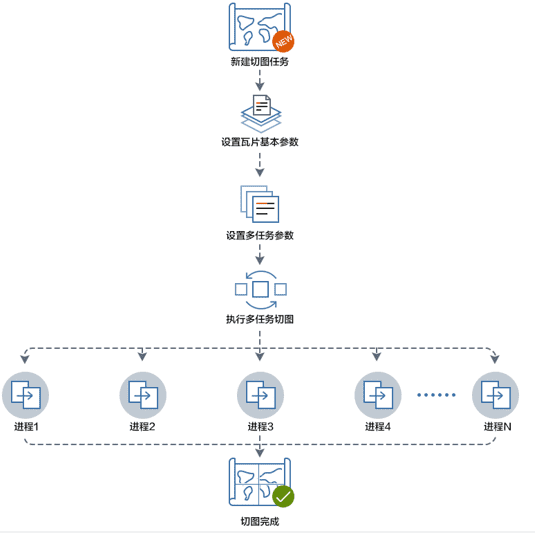 NEW
新建切图任务
设置瓦片基本参数
设置多任务参数
执行多任务切图
进程1
进程2
进程3
进程4
进程N
切图完成